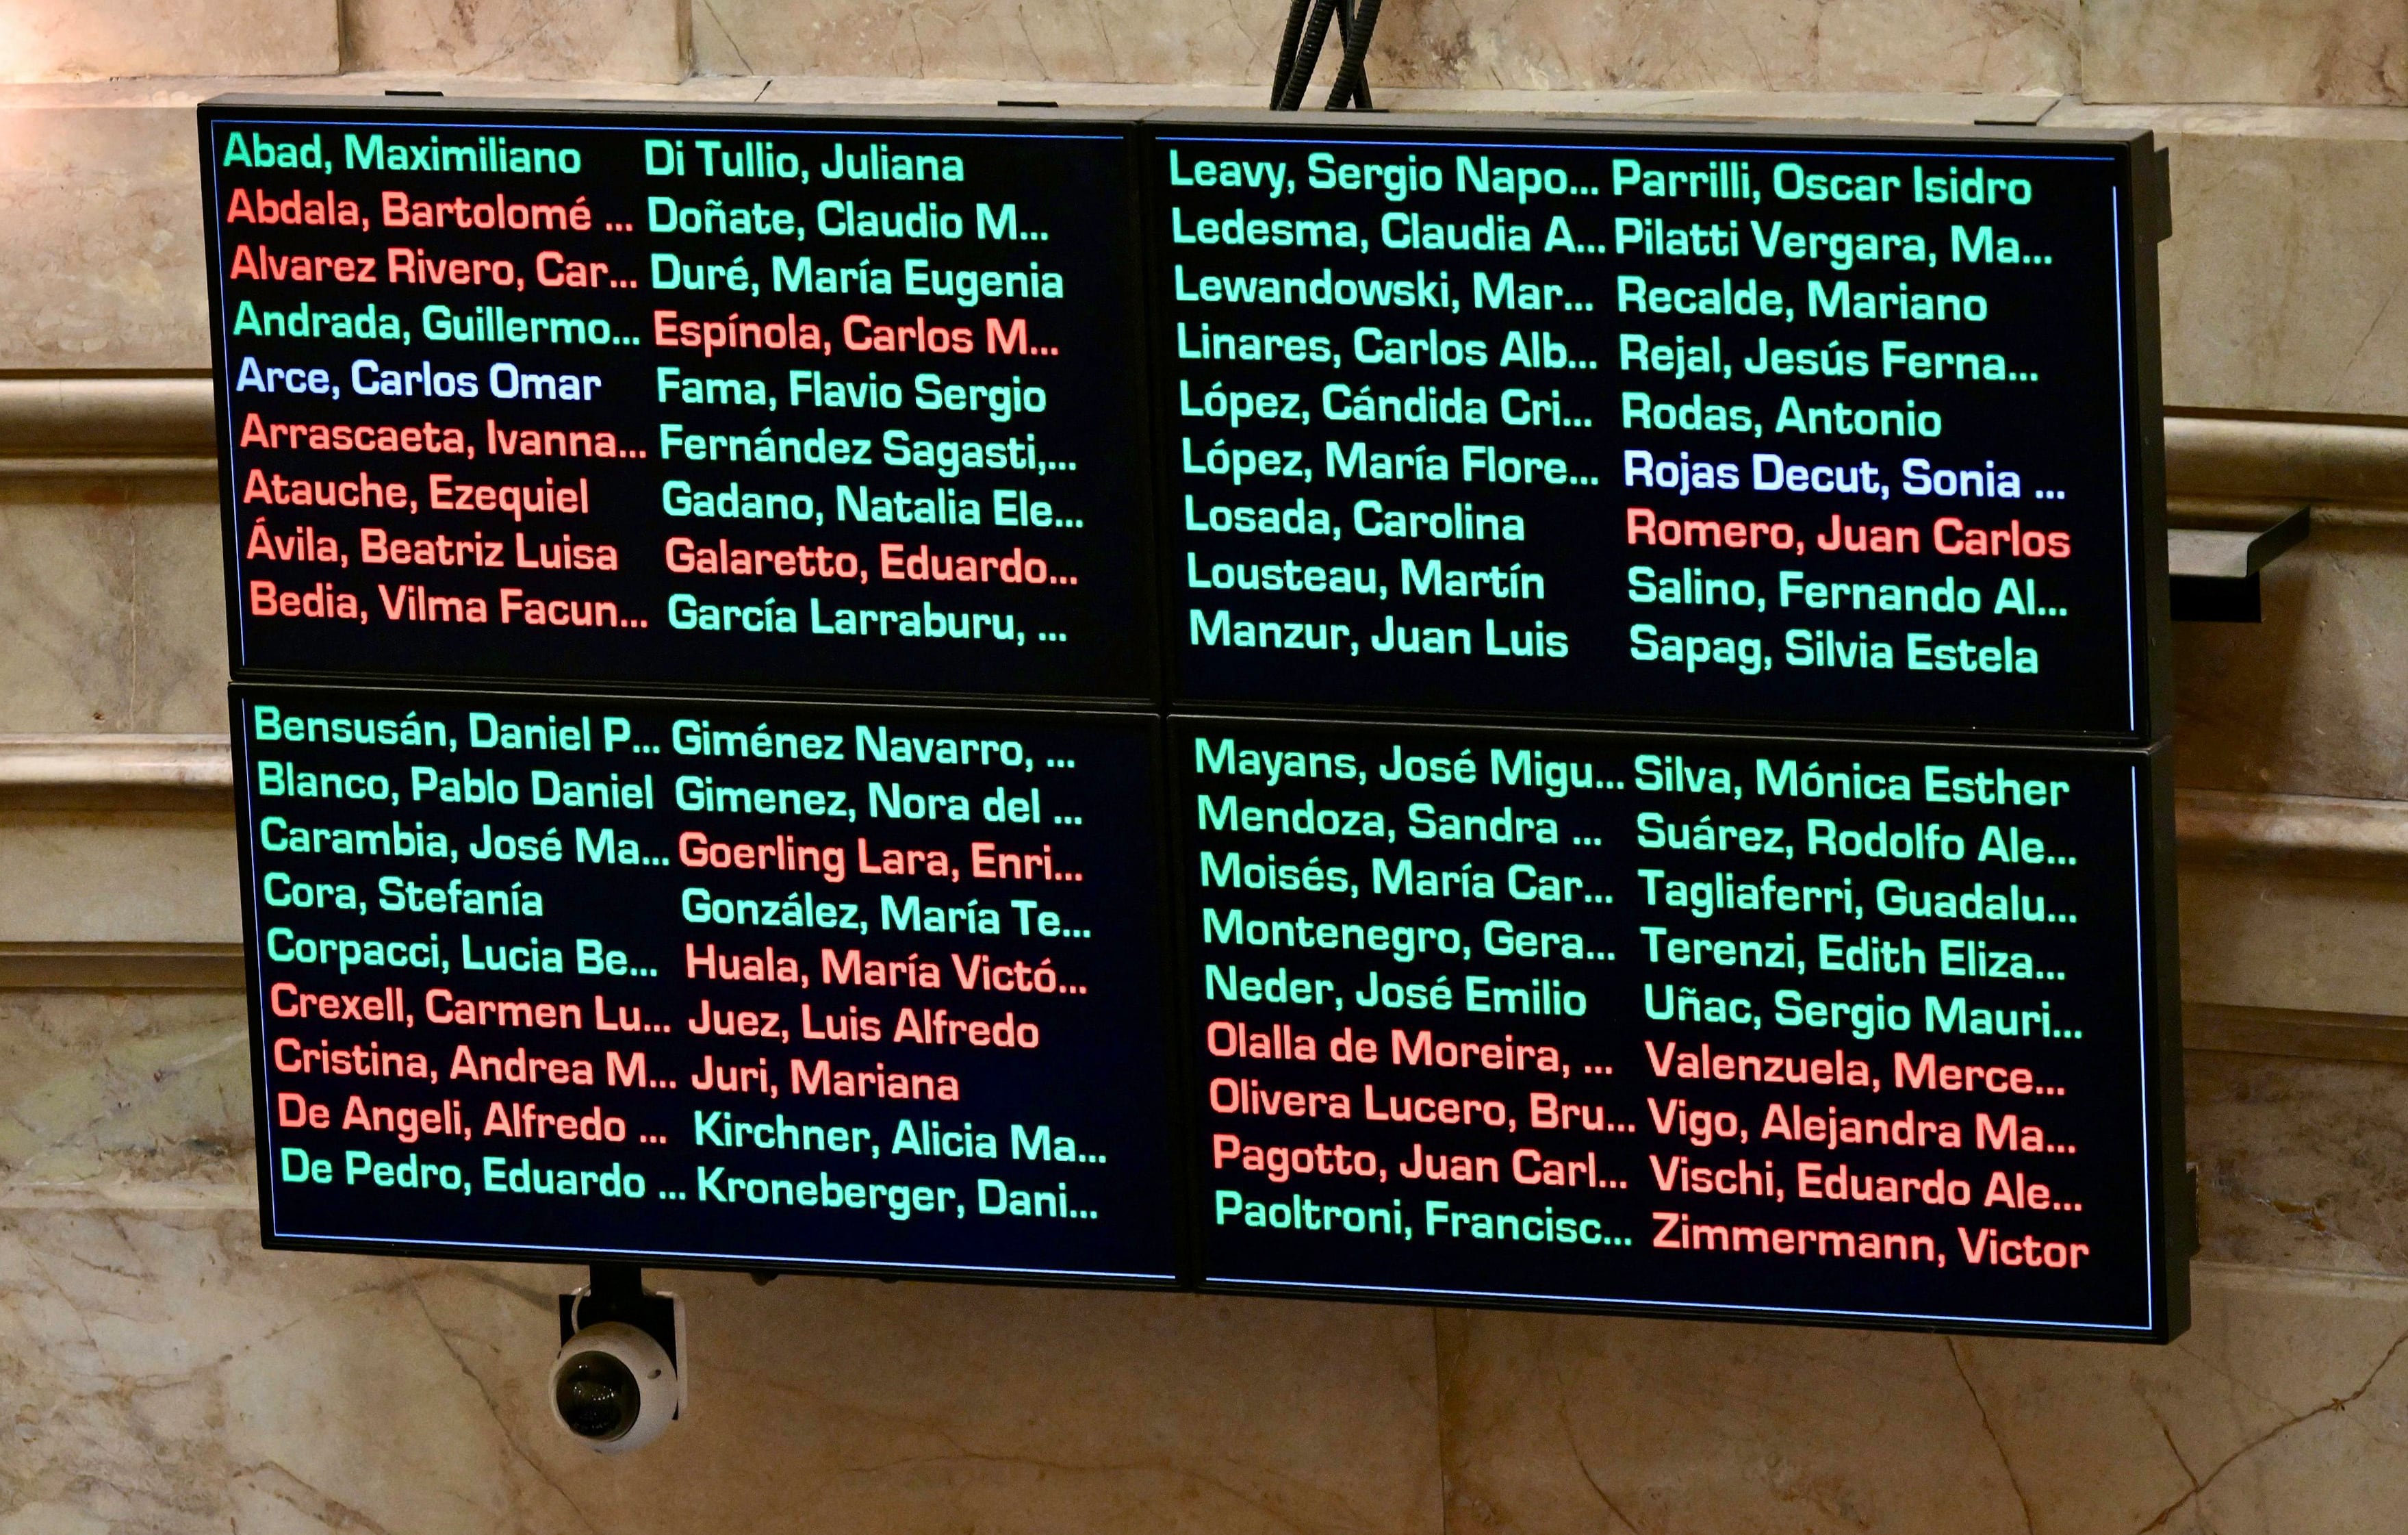 Abad, Maximiliano
Abdala, Bartolomé ...
Alvarez Rivero, Car...
Andrada, Guillermo...
Arce, Carlos Omar
Arrascaeta, Ivanna...
Atauche, Ezequiel
Ávila, Beatriz Luisa
Bedia, Vilma Facun...
Bensusán, Daniel P...
Blanco, Pablo Daniel
Carambia, José Ma...
Cora, Stefanía
Corpacci, Lucia Be...
Crexell, Carmen Lu...
Cristina, Andrea M...
De Angeli, Alfredo ...
De Pedro, Eduardo ...
Di Tullio, Juliana
Doñate, Claudio M...
Duré, María Eugenia
Espínola, Carlos M...
Fama, Flavio Sergio
Fernández Sagasti,...
Gadano, Natalia Ele...
Galaretto, Eduardo...
García Larraburu, ...
Giménez Navarro, ...
Gimenez, Nora del ...
Goerling Lara, Enri...
González, María Te...
Huala, María Victó...
Juez, Luis Alfredo
Juri, Mariana
Kirchner, Alicia Ma...
Kroneberger, Dani...
Leavy, Sergio Napo...
Ledesma, Claudia A...
Lewandowski, Mar...
Linares, Carlos Alb...
López, Cándida Cri...
López, María Flore...
Losada, Carolina
Lousteau, Martín
Manzur, Juan Luis
Mayans, José Migu...
Mendoza, Sandra ...
Moisés, María Car...
Montenegro, Gera...
Neder, José Emilio
Olalla de Moreira, ...
Olivera Lucero, Bru...
Pagotto, Juan Carl...
Paoltroni, Francisc...
Parrilli, Oscar Isidro
Pilatti Vergara, Ma...
Recalde, Mariano
Rejal, Jesús Ferna...
Rodas, Antonio
Rojas Decut, Sonia ...
Romero, Juan Carlos
Salino, Fernando Al...
Sapag, Silvia Estela
Silva, Mónica Esther
Suárez, Rodolfo Ale...
Tagliaferri, Guadalu...
Terenzi, Edith Eliza...
Uñac, Sergio Mauri...
Valenzuela, Merce...
Vigo, Alejandra Ma...
Vischi, Eduardo Ale...
Zimmermann, Victor